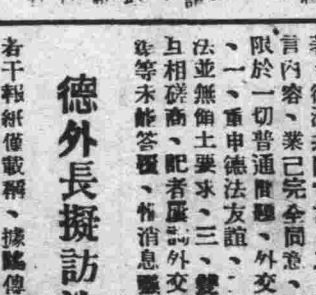 言內容、業已完全同意、
限於一切普通問題、外交
、一、重申德法友誼、二
法並無領土要求、三、雙
互相磋商、記者屢詢外交
等未能答覆、惟消息
德外長擬訪
若干報紙僅載稱、據傳